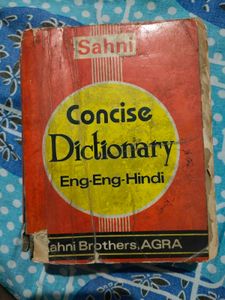 Sahni
Concise
Dictionary
Eng-Eng-Hindi
ahni Brothers, AGRA